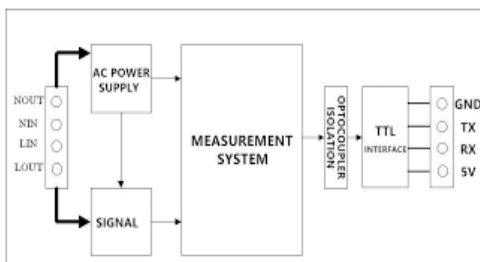 NOUT
NIN
LIN
LOUT
AC POWER
SUPPLY
SIGNAL
MEASUREMENT
SYSTEM
OPTOCOUPLER
ISOLATION
TTL
INTERFACE
GND
TX
RX
5V